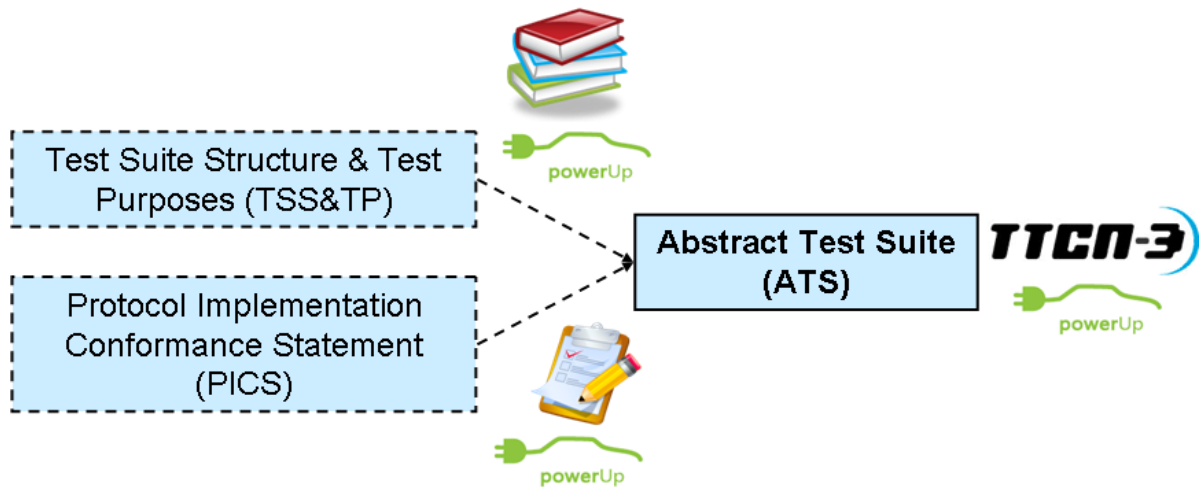 powerUp
Test Suite Structure & Test
Purposes (TSS&TP)
Abstract Test Suite
(ATS)
TTCN-3
powerUp
Protocol Implementation
Conformance Statement
(PICS)
powerUp